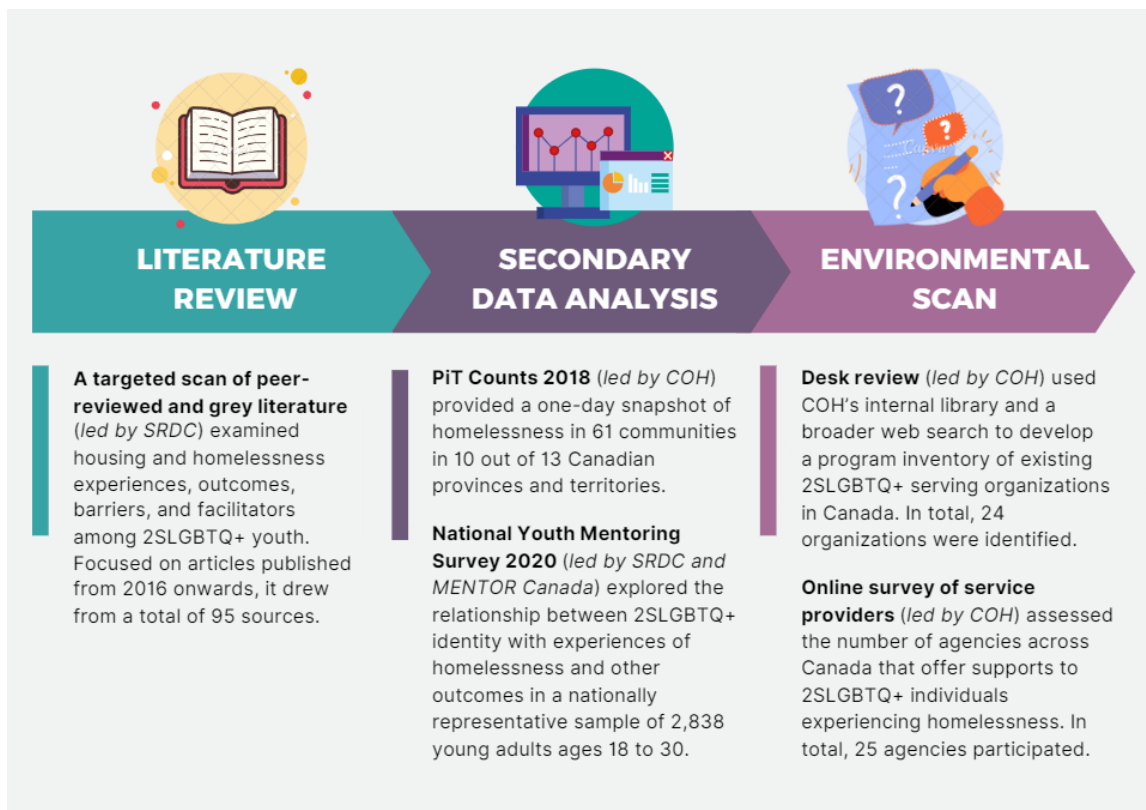 LITERATURE
REVIEW
SECONDARY
DATA ANALYSIS
ENVIRONMENTAL
SCAN
A targeted scan of peer-
reviewed and grey literature
(led by SRDC) examined
housing and homelessness
experiences, outcomes,
barriers, and facilitators
among 2SLGBTQ+ youth.
Focused on articles published
from 2016 onwards, it drew
from a total of 95 sources.
PiT Counts 2018 (led by COH)
provided a one-day snapshot of
homelessness in 61 communities
in 10 out of 13 Canadian
provinces and territories.
National Youth Mentoring
Survey 2020 (led by SRDC and
MENTOR Canada) explored the
relationship between 2SLGBTQ+
identity with experiences of
homelessness and other
outcomes in a nationally
representative sample of 2,838
young adults ages 18 to 30.
Desk review (led by COH) used
COH's internal library and a
broader web search to develop
a program inventory of existing
2SLGBTQ+ serving organizations
in Canada. In total, 24
organizations were identified.
Online survey of service
providers (led by COH) assessed
the number of agencies across
Canada that offer supports to
2SLGBTQ+ individuals
experiencing homelessness. In
total, 25 agencies participated.